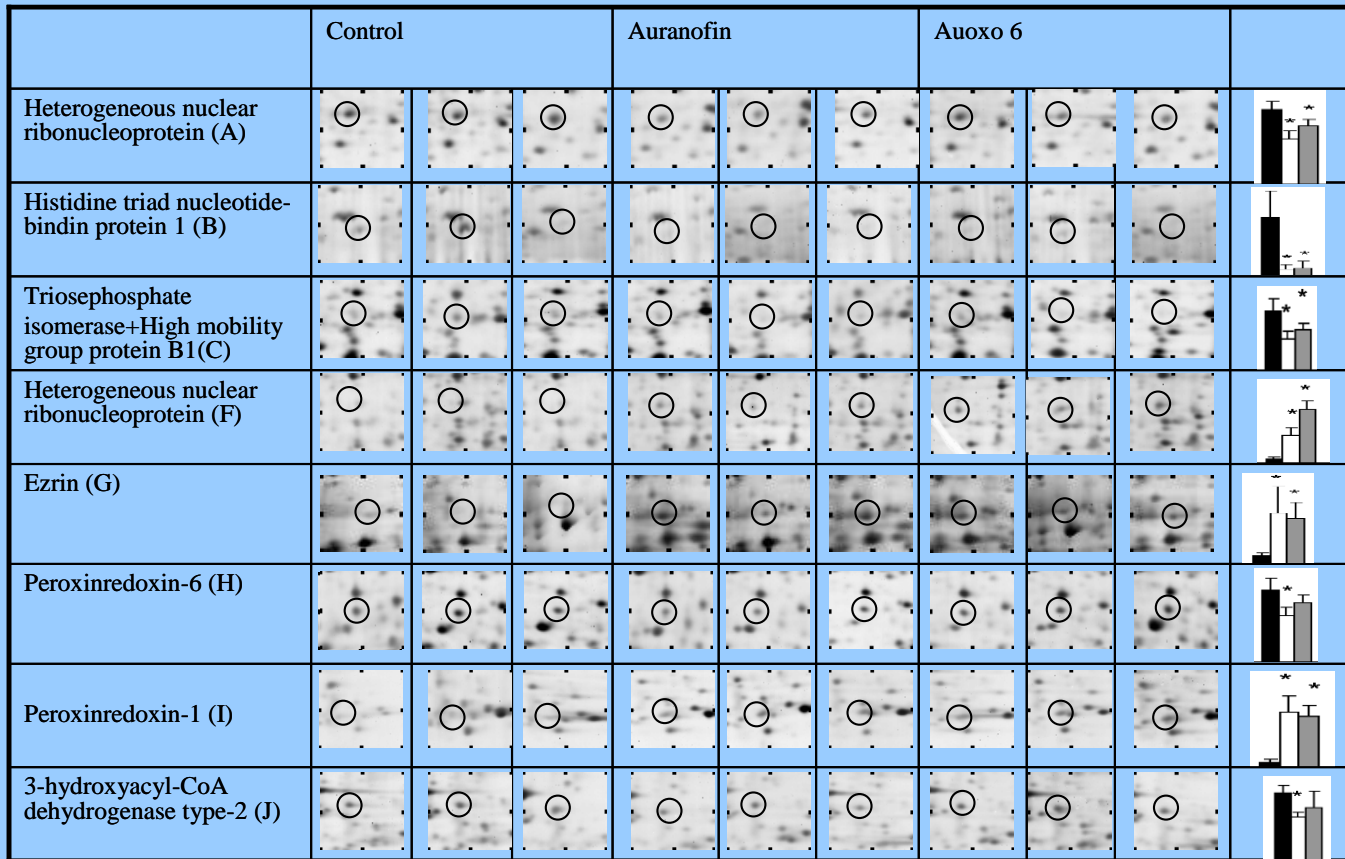 Control
Auranofin
Auoxo 6
Heterogeneous nuclear
ribonucleoprotein (A)
* *
Histidine triad nucleotide-
bindin protein 1 (B)
* *
Triosephosphate
isomerase+High mobility
group protein B1(C)
* *
Heterogeneous nuclear
ribonucleoprotein (F)
* *
Ezrin (G)
* *
Peroxinredoxin-6 (H)
*
Peroxinredoxin-1 (I)
* *
3-hydroxyacyl-CoA
dehydrogenase type-2 (J)
*